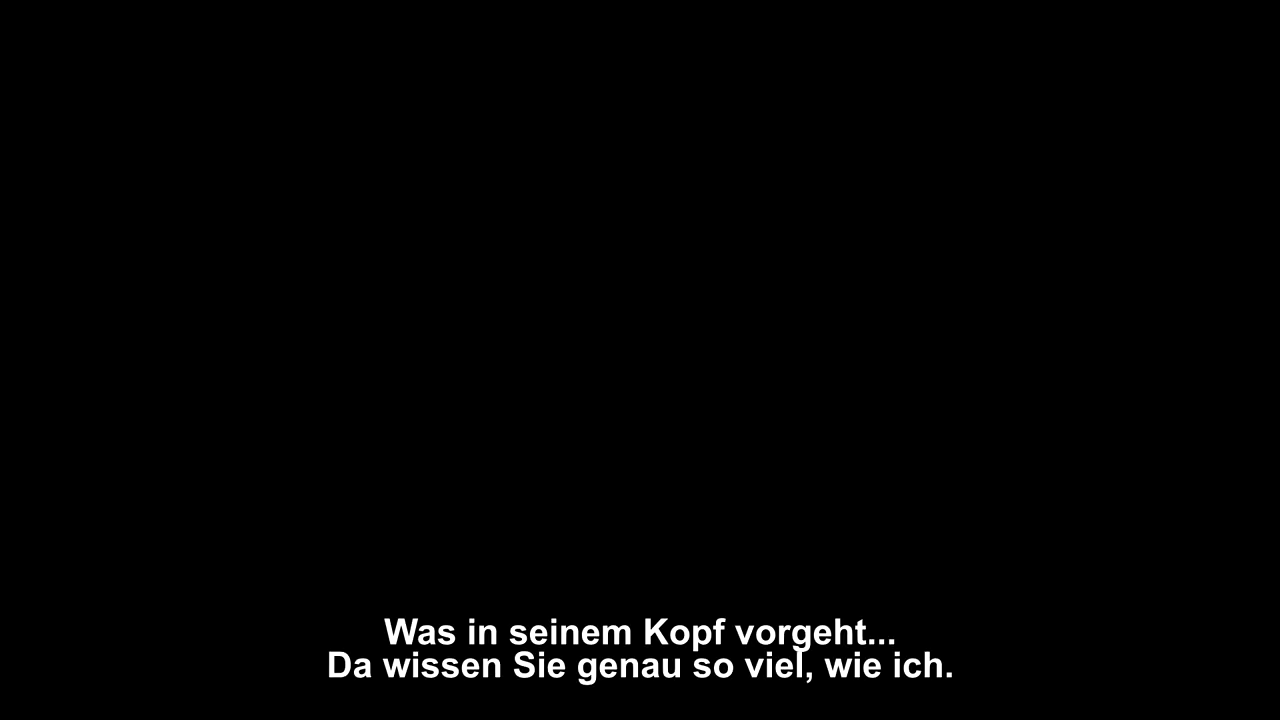 Was in seinem Kopf vorgeht...
Da wissen Sie genau so viel, wie ich.